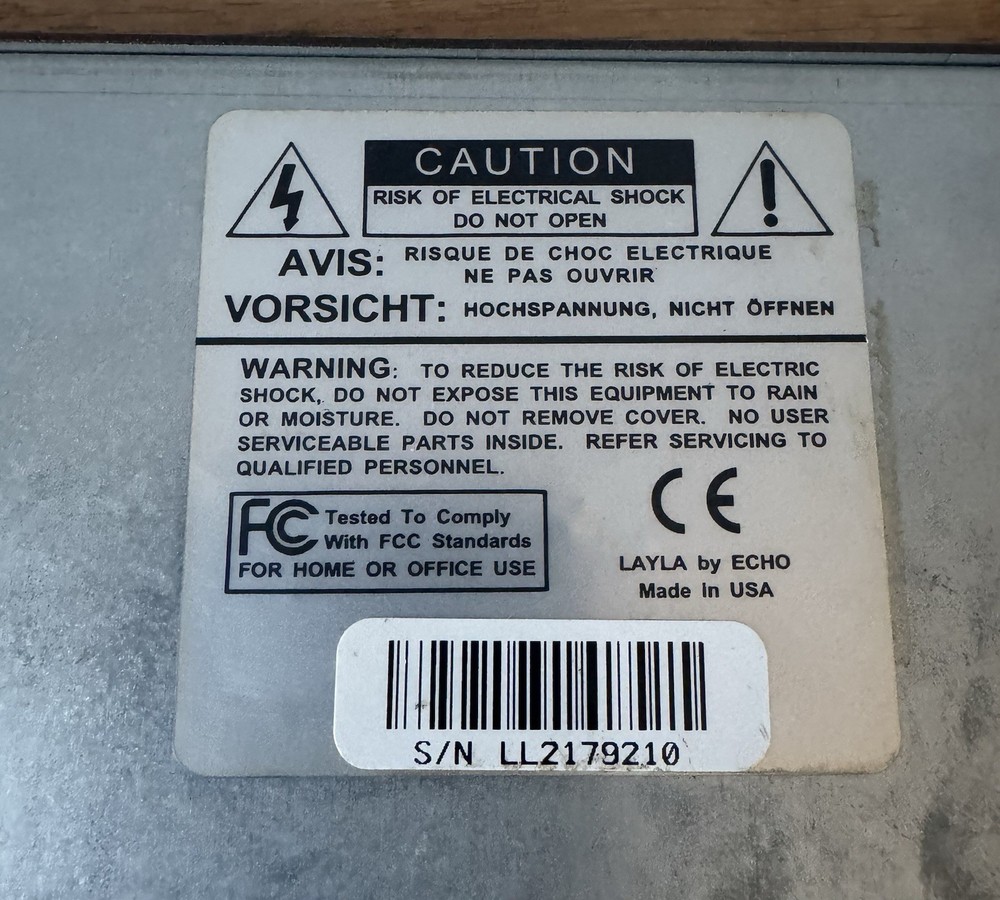 CAUTION
RISK OF ELECTRICAL SHOCK
DO NOT OPEN
AVIS: RISQUE DE CHOC ELECTRIQUE
NE PAS OUVRIR
VORSICHT: HOCHSPANNUNG, NICHT ÖFFNEN
WARNING: TO REDUCE THE RISK OF ELECTRIC
SHOCK, DO NOT EXPOSE THIS EQUIPMENT TO RAIN
OR MOISTURE. DO NOT REMOVE COVER. NO USER
SERVICEABLE PARTS INSIDE. REFER SERVICING TO
QUALIFIED PERSONNEL.
FC Tested To Comply
With FCC Standards
FOR HOME OR OFFICE USE
CE
LAYLA by ECHO
Made in USA
S/N LL2179210